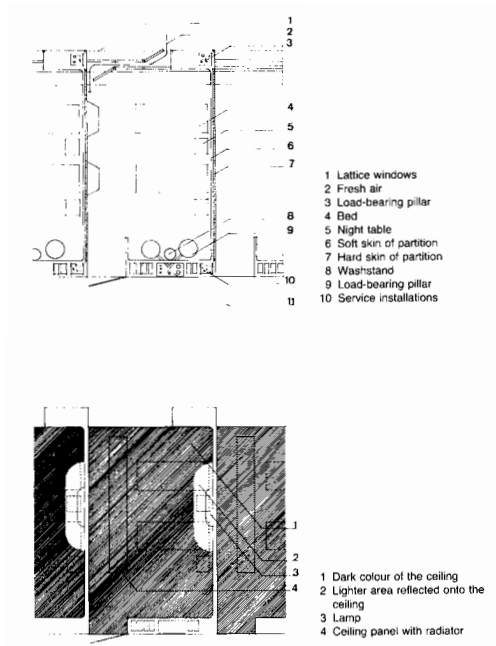 1
2
3
4
5
6
7
8
9
10
11
1 Lattice windows
2 Fresh air
3 Load-bearing pillar
4 Bed
5 Night table
6 Soft skin of partition
7 Hard skin of partition
8 Washstand
9 Load-bearing pillar
10 Service installations
1
2
3
4
1 Dark colour of the ceiling
2 Lighter area reflected onto the
ceiling
3 Lamp
4 Ceiling panel with radiator